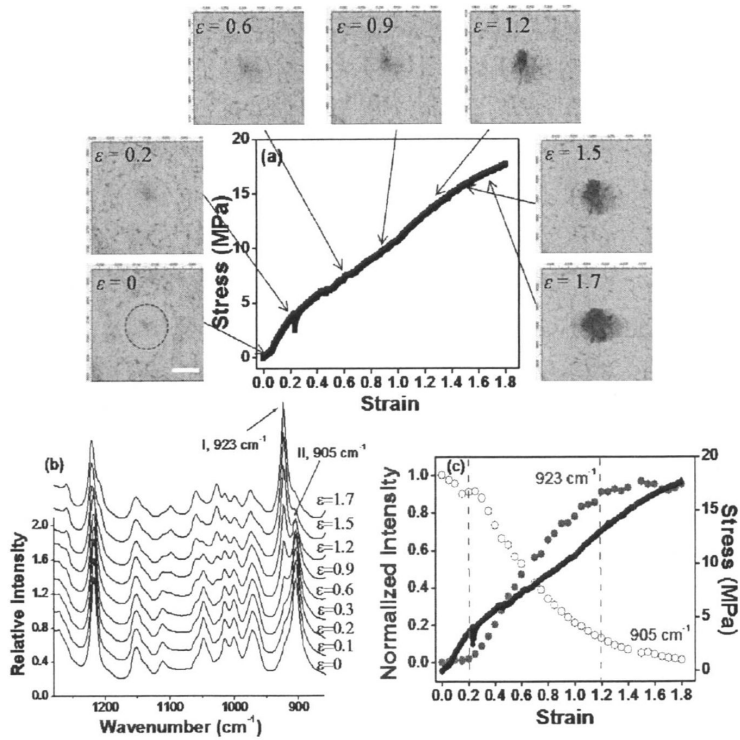 ε = 0.6
ε = 0.9
ε = 1.2
ε = 0.2
ε = 1.5
ε = 0
ε = 1.7
(a)
20
15
10
5
0
Stress (MPa)
0.0 0.2 0.4 0.6 0.8 1.0 1.2 1.4 1.6 1.8
Strain
(b)
I, 923 cm⁻¹
II, 905 cm⁻¹
ε=1.7
ε=1.5
ε=1.2
ε=0.9
ε=0.6
ε=0.3
ε=0.2
ε=0.1
ε=0
2.0
1.6
1.2
0.8
0.4
0.0
Relative Intensity
1200 1100 1000 900
Wavenumber (cm⁻¹)
(c)
923 cm⁻¹
905 cm⁻¹
1.0
0.8
0.6
0.4
0.2
0.0
Normalized Intensity
20
15
10
5
0
Stress (MPa)
0.0 0.2 0.4 0.6 0.8 1.0 1.2 1.4 1.6 1.8
Strain